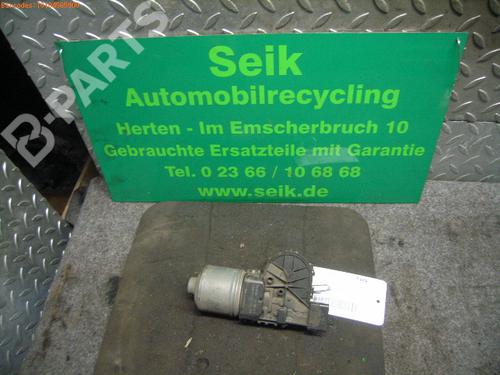 B-PARTS
Seik
Automobilrecycling
Herten - Im Emscherbruch 10
Gebrauchte Ersatzteile mit Garantie
Tel. 0 23 66 / 10 68 68
www.seik.de